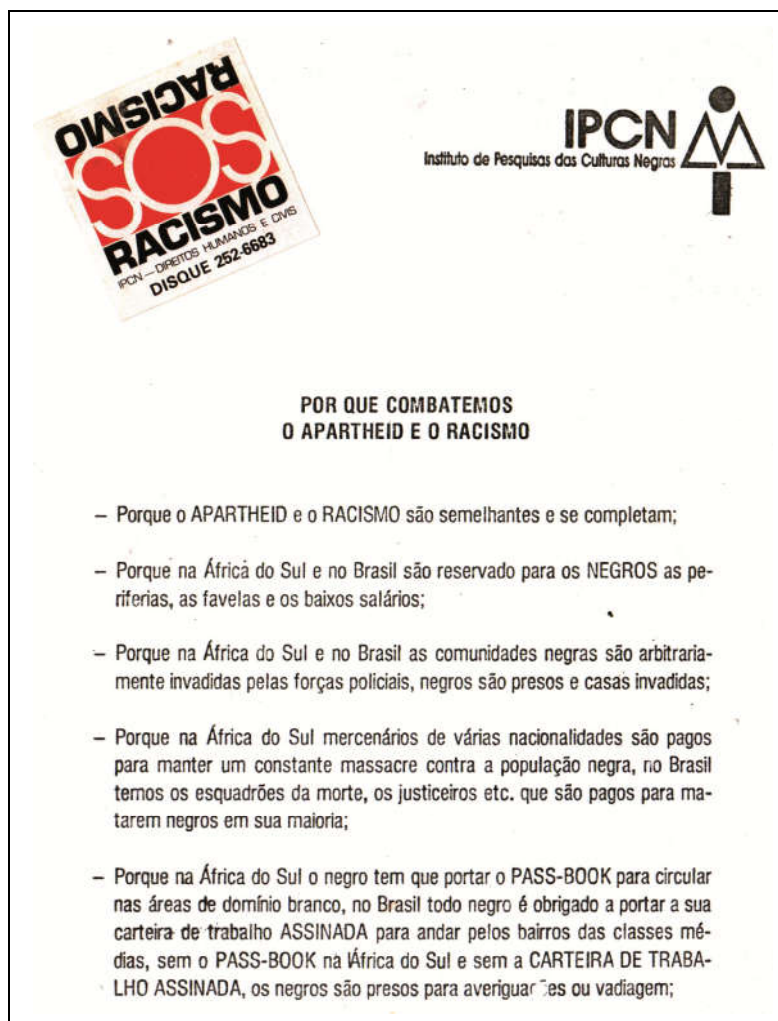 RACISMO
SOS
RACISMO
IPCN — DIREITOS HUMANOS E CIVIS
DISQUE 252-6683
IPCN
Instituto de Pesquisas das Culturas Negras
POR QUE COMBATEMOS
O APARTHEID E O RACISMO
– Porque o APARTHEID e o RACISMO são semelhantes e se completam;
– Porque na África do Sul e no Brasil são reservado para os NEGROS as pe-
riferias, as favelas e os baixos salários;
– Porque na África do Sul e no Brasil as comunidades negras são arbitraria-
mente invadidas pelas forças policiais, negros são presos e casas invadidas;
– Porque na África do Sul mercenários de várias nacionalidades são pagos
para manter um constante massacre contra a população negra, no Brasil
temos os esquadrões da morte, os justiceiros etc. que são pagos para ma-
tarem negros em sua maioria;
– Porque na África do Sul o negro tem que portar o PASS-BOOK para circular
nas áreas de domínio branco, no Brasil todo negro é obrigado a portar a sua
carteira de trabalho ASSINADA para andar pelos bairros das classes mé-
dias, sem o PASS-BOOK na África do Sul e sem a CARTEIRA DE TRABA-
LHO ASSINADA, os negros são presos para averiguações ou vadiagem;